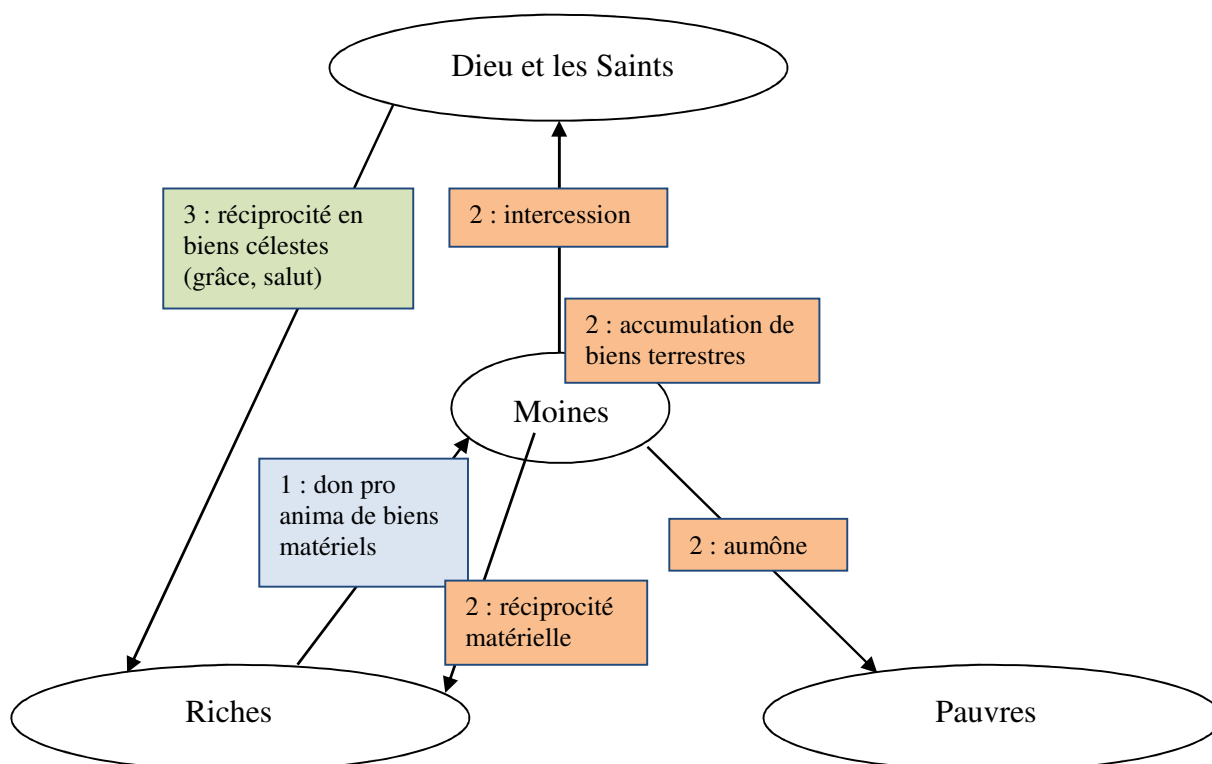 Dieu et les Saints
3 : réciprocité en
biens célestes
(grâce, salut)
2 : intercession
2 : accumulation de
biens terrestres
Moines
1 : don pro
anima de biens
matériels
2 : aumône
2 : réciprocité
matérielle
Riches
Pauvres